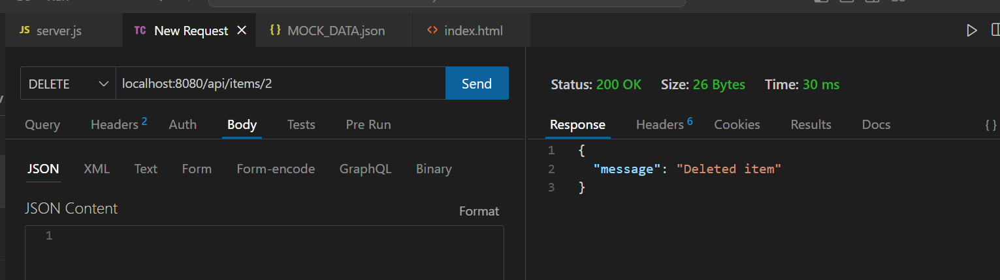 JS server.js
TC New Request
{} MOCK_DATA.json
<> index.html
DELETE
localhost:8080/api/items/2
Send
Query
Headers 2
Auth
Body
Tests
Pre Run
JSON
XML
Text
Form
Form-encode
GraphQL
Binary
JSON Content
Format
1
Status: 200 OK
Size: 26 Bytes
Time: 30 ms
Response
Headers 6
Cookies
Results
Docs
{}
1 {
2 "message": "Deleted item"
3 }